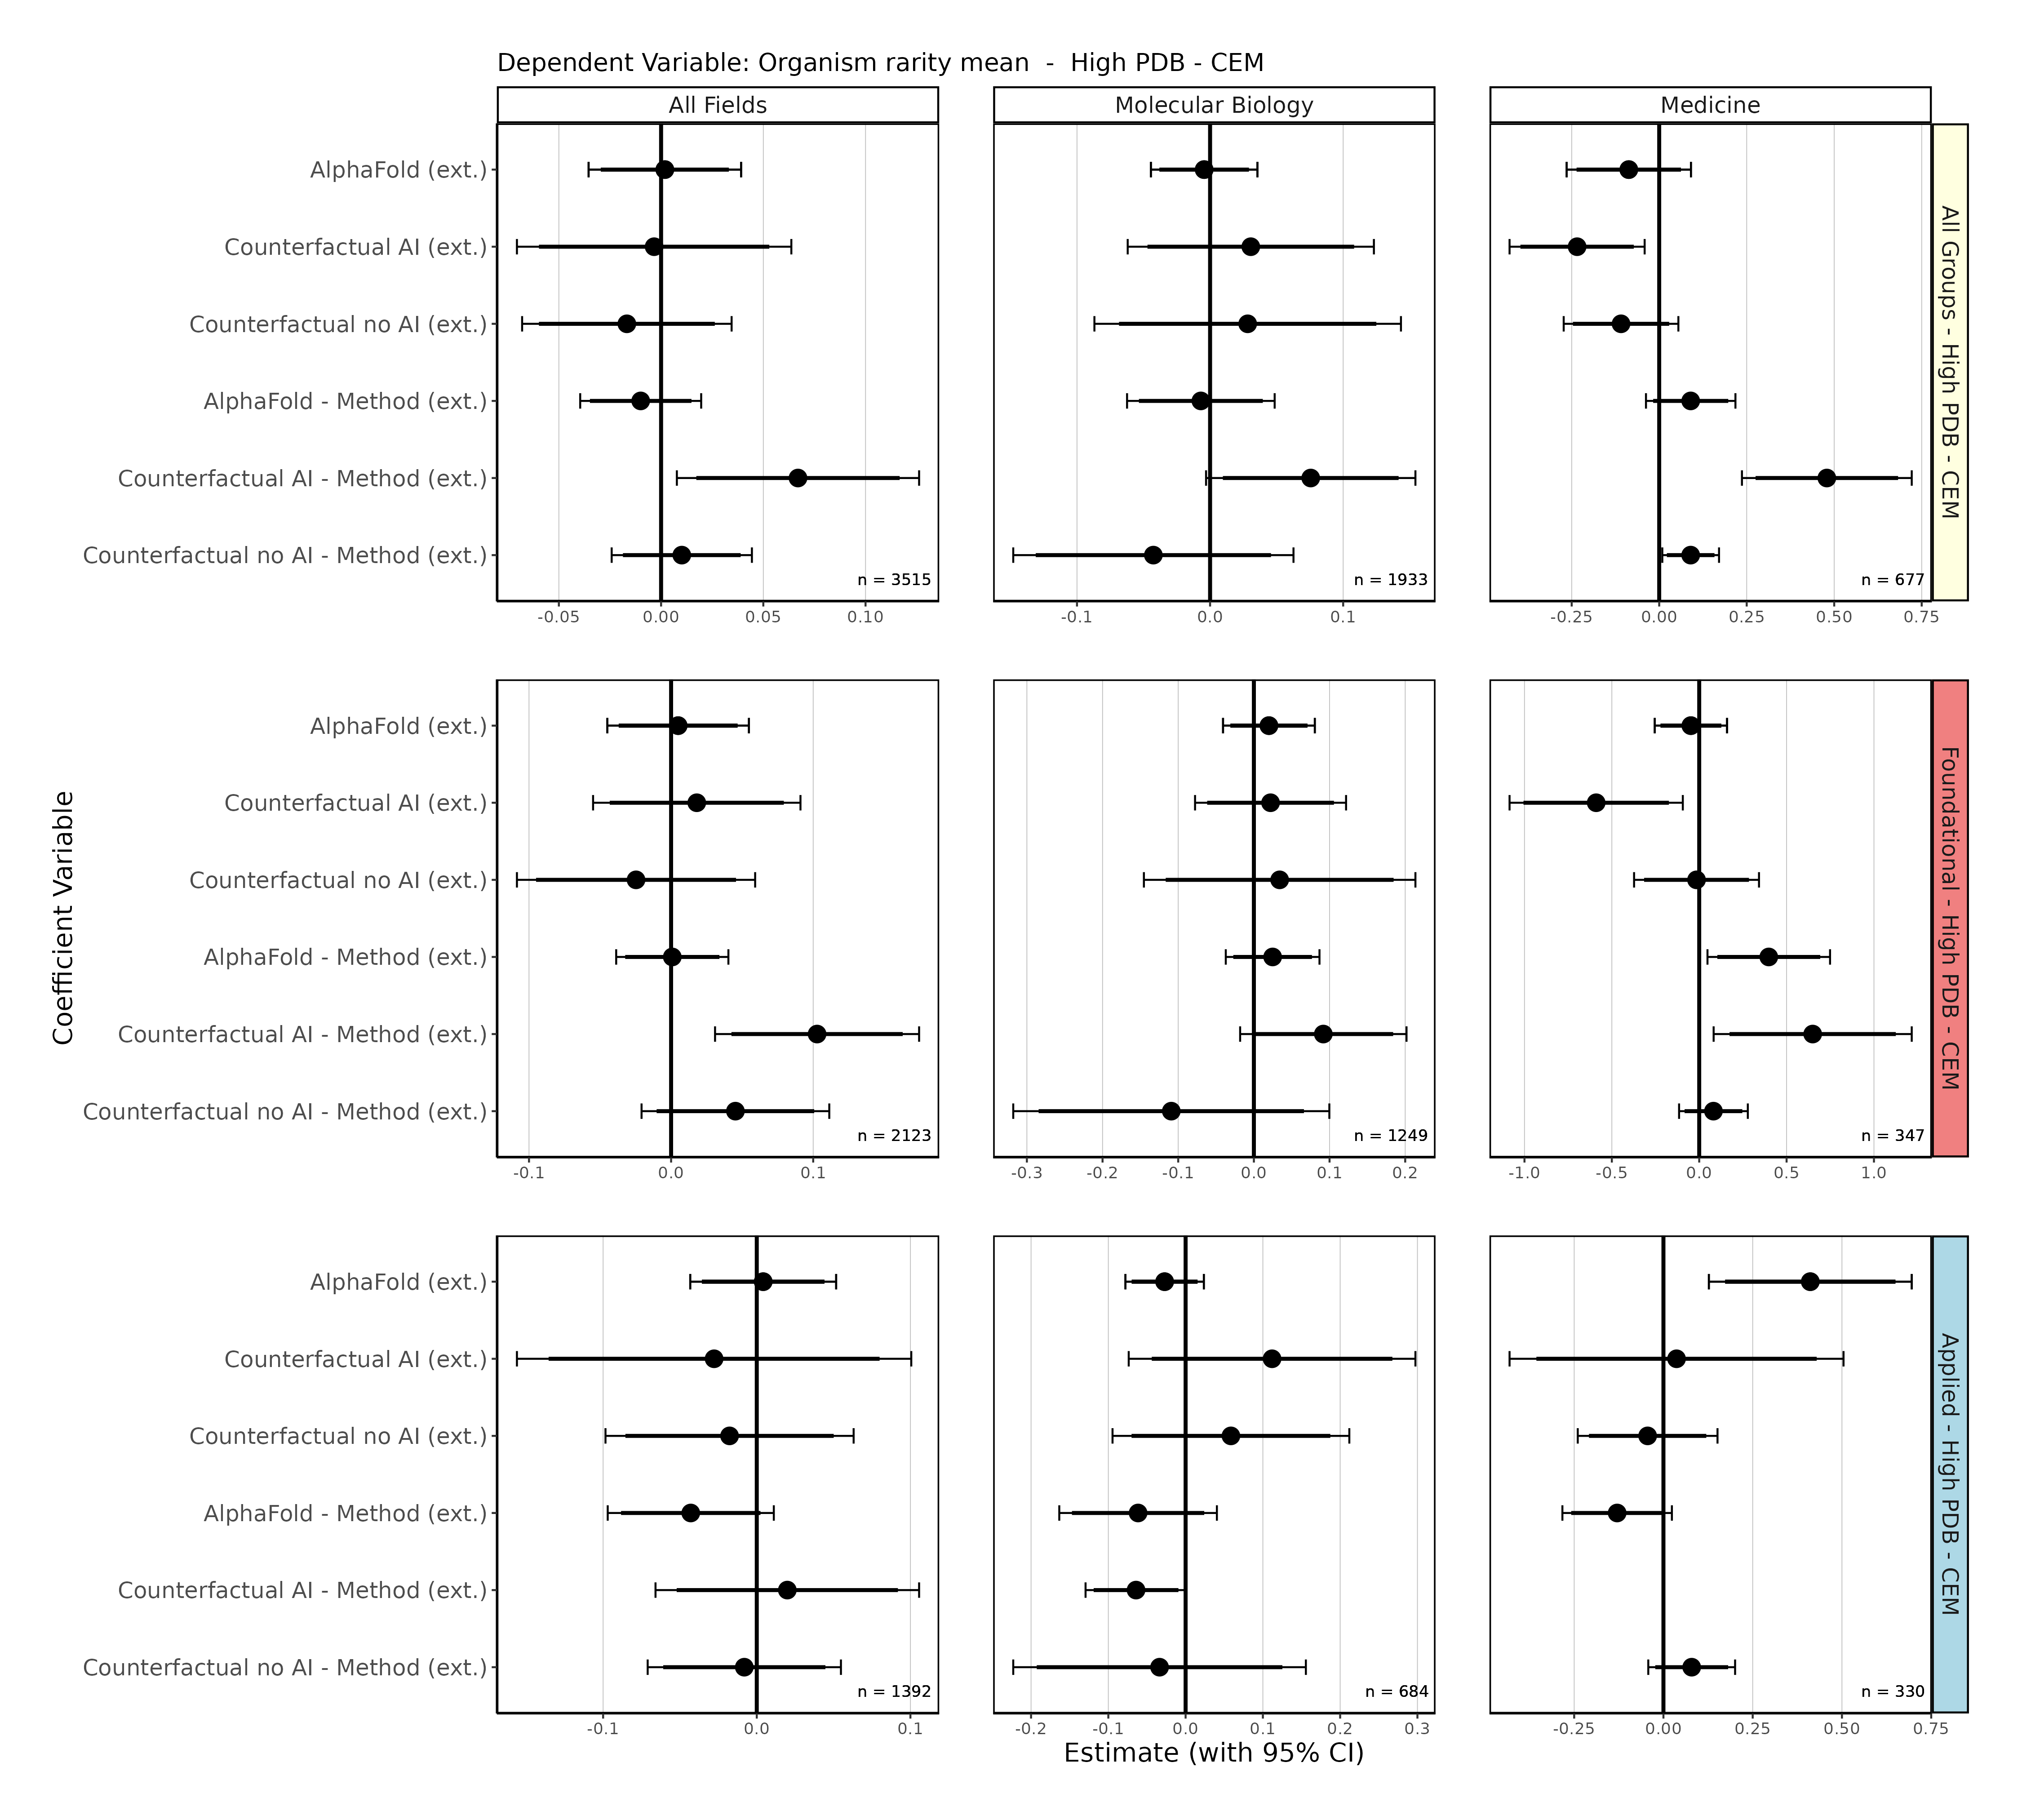 Dependent Variable: Organism rarity mean - High PDB - CEM
All Fields
Molecular Biology
Medicine
AlphaFold (ext.)
Counterfactual AI (ext.)
Counterfactual no AI (ext.)
AlphaFold - Method (ext.)
Counterfactual AI - Method (ext.)
Counterfactual no AI - Method (ext.)
n = 3515
n = 1933
n = 677
-0.05 0.00 0.05 0.10
-0.1 0.0 0.1
-0.25 0.00 0.25 0.50 0.75
All Groups - High PDB - CEM
Coefficient Variable
AlphaFold (ext.)
Counterfactual AI (ext.)
Counterfactual no AI (ext.)
AlphaFold - Method (ext.)
Counterfactual AI - Method (ext.)
Counterfactual no AI - Method (ext.)
n = 2123
n = 1249
n = 347
-0.1 0.0 0.1
-0.3 -0.2 -0.1 0.0 0.1 0.2
-1.0 -0.5 0.0 0.5 1.0
Foundational - High PDB - CEM
AlphaFold (ext.)
Counterfactual AI (ext.)
Counterfactual no AI (ext.)
AlphaFold - Method (ext.)
Counterfactual AI - Method (ext.)
Counterfactual no AI - Method (ext.)
n = 1392
n = 684
n = 330
-0.1 0.0 0.1
-0.2 -0.1 0.0 0.1 0.2 0.3
-0.25 0.00 0.25 0.50 0.75
Applied - High PDB - CEM
Estimate (with 95% CI)